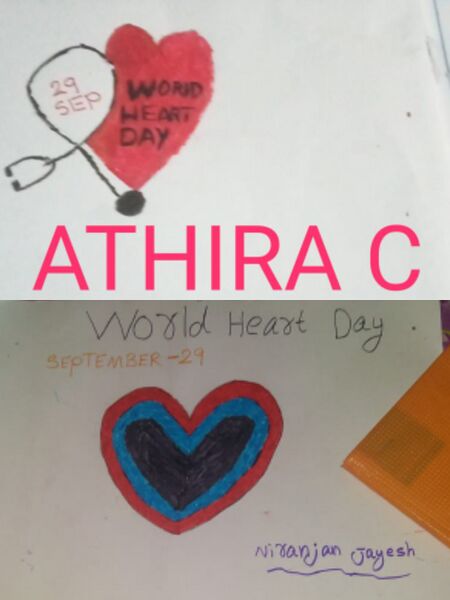 29
SEP
WORLD
HEART
DAY
ATHIRA C
World Heart Day .
SEPTEMBER-29
Niranjan Jayesh